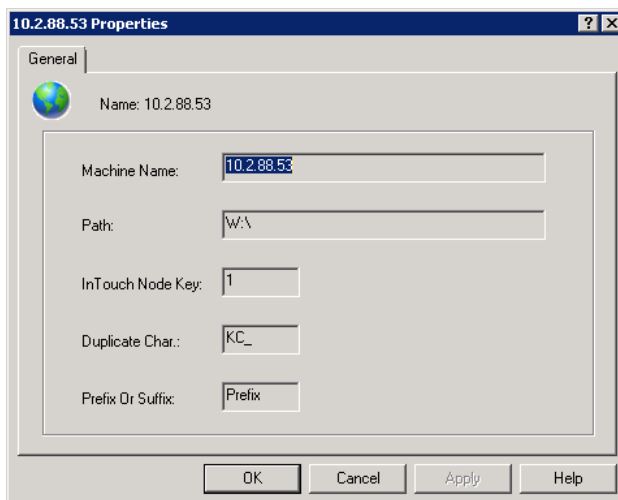 10.2.88.53 Properties
General
Name: 10.2.88.53
Machine Name: 10.2.88.53
Path: W:\
InTouch Node Key: 1
Duplicate Char.: KC_
Prefix Or Suffix: Prefix
OK Cancel Apply Help